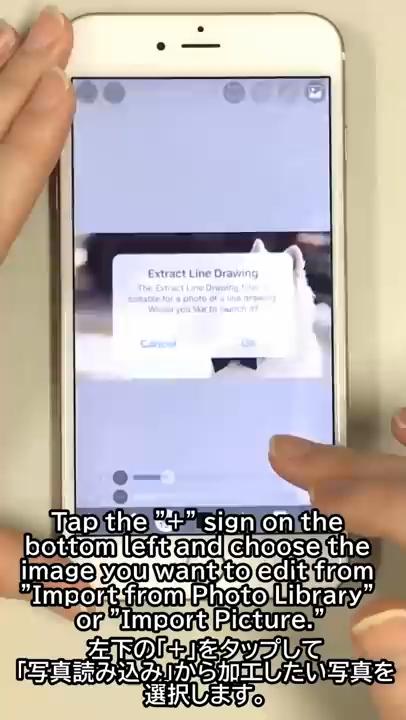 Extract Line Drawing
The Extract Line Drawing filter is
suitable for a photo of a line drawing.
Would you like to launch it?
Cancel
OK
Tap the "+" sign on the
bottom left and choose the
image you want to edit from
"Import from Photo Library"
or "Import Picture."
左下の「+」をタップして
「写真読み込み」から加工したい写真を
選択します。